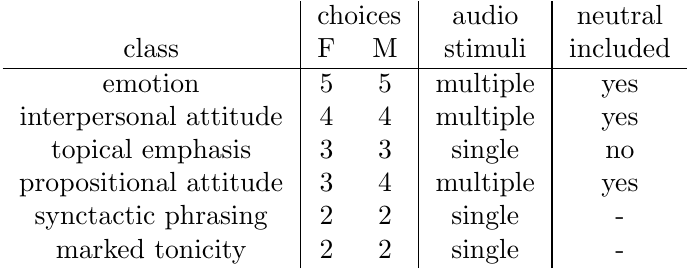 choices audio neutral
class F M stimuli included
emotion 5 5 multiple yes
interpersonal attitude 4 4 multiple yes
topical emphasis 3 3 single no
propositional attitude 3 4 multiple yes
synctactic phrasing 2 2 single -
marked tonicity 2 2 single -